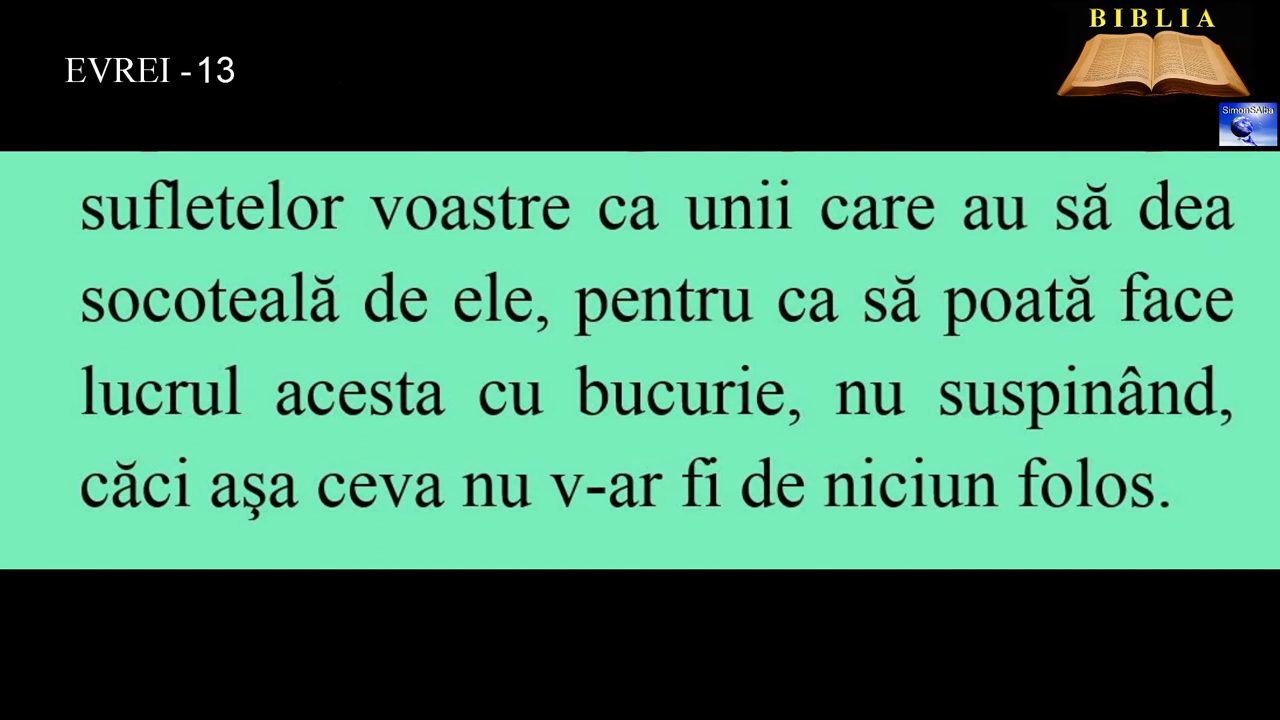 BIBLIA
EVREI - 13
SimonSAlba
sufletelor voastre ca unii care au să dea
socoteală de ele, pentru ca să poată face
lucrul acesta cu bucurie, nu suspinând,
căci aşa ceva nu v-ar fi de niciun folos.